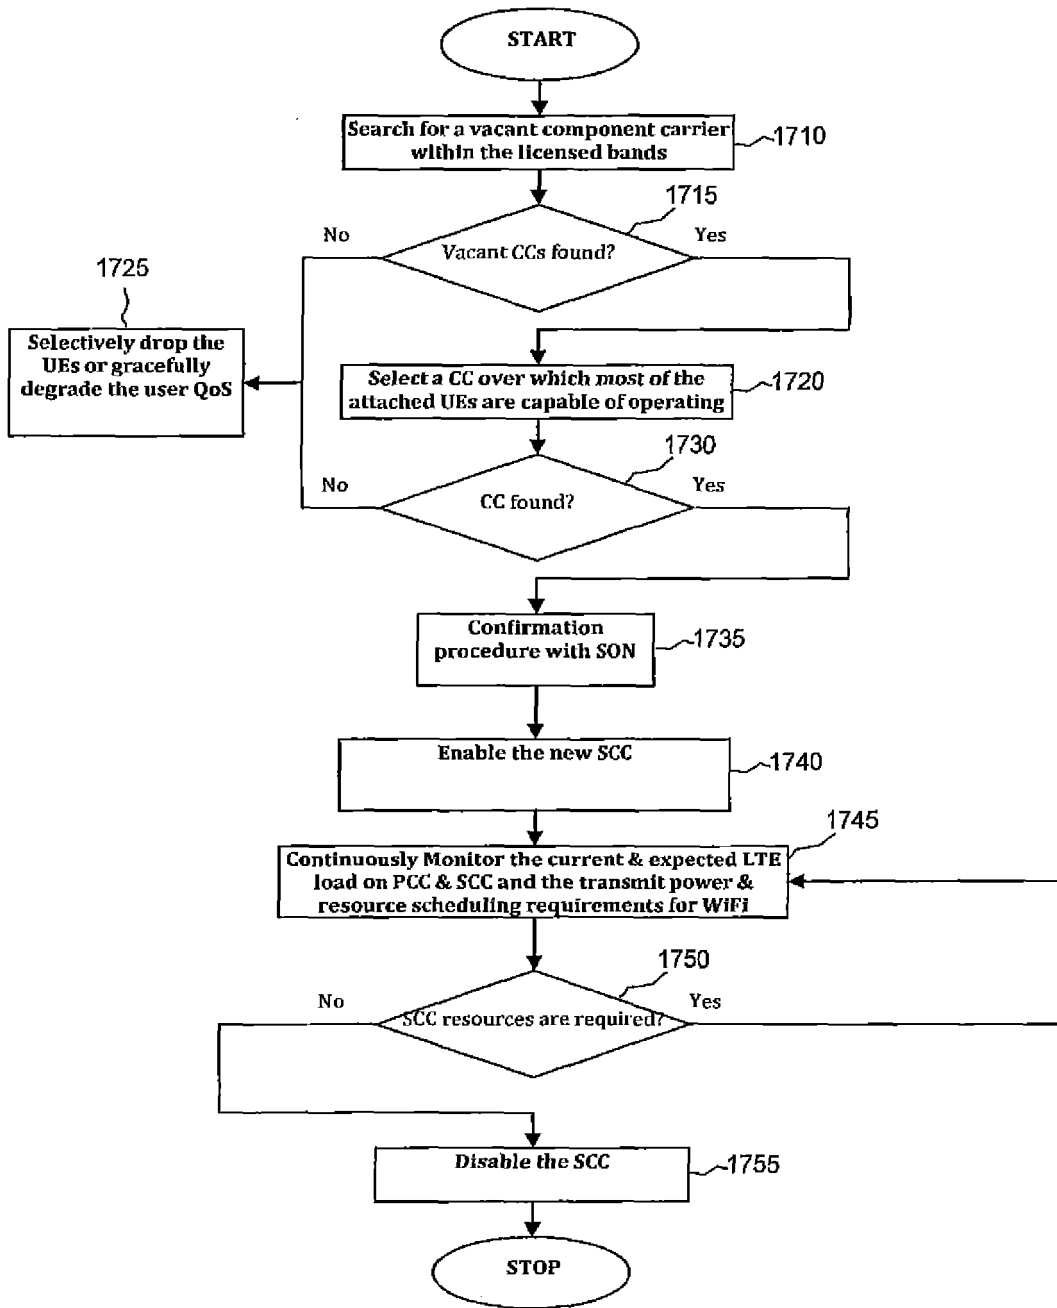 START
Search for a vacant component carrier
within the licensed bands
1710
1715
No
Vacant CCs found?
Yes
1725
Selectively drop the
UEs or gracefully
degrade the user QoS
Select a CC over which most of the
attached UEs are capable of operating
1720
1730
No
CC found?
Yes
Confirmation
procedure with SON
1735
Enable the new SCC
1740
1745
Continuously Monitor the current & expected LTE
load on PCC & SCC and the transmit power &
resource scheduling requirements for WiFi
1750
No
SCC resources are required?
Yes
Disable the SCC
1755
STOP